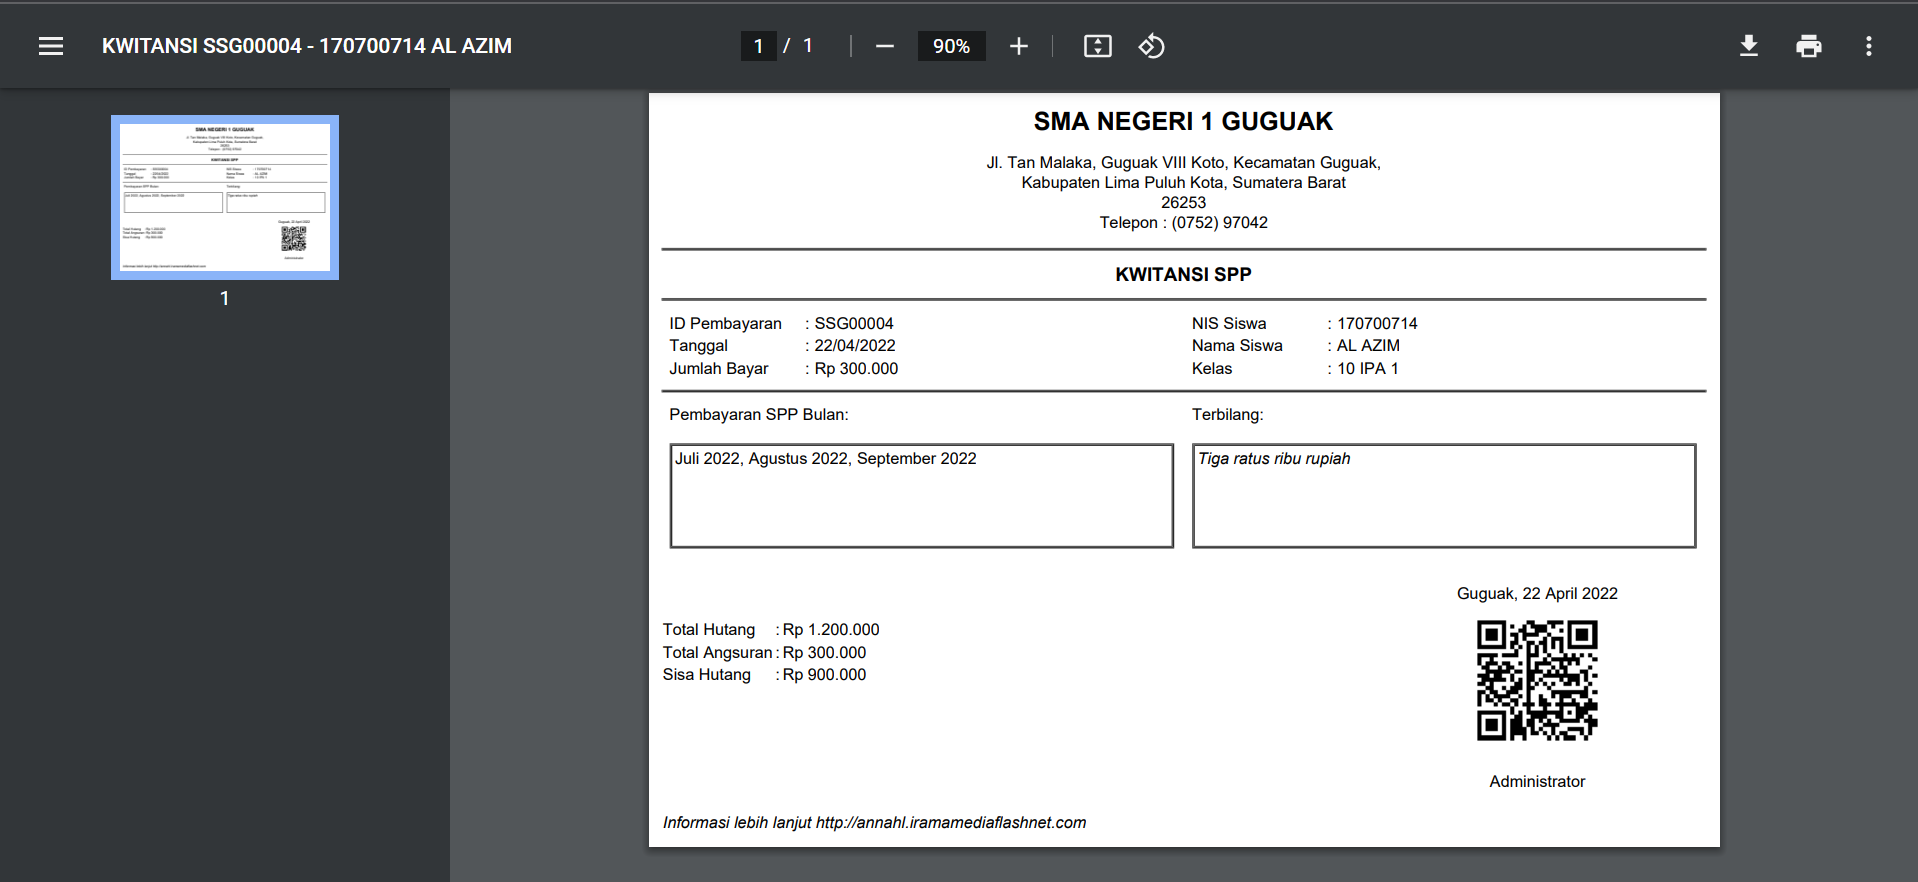 KWITANSI SSG00004 - 170700714 AL AZIM
1 / 1
90%
1
SMA NEGERI 1 GUGUAK
Jl. Tan Malaka, Guguak VIII Koto, Kecamatan Guguak,
Kabupaten Lima Puluh Kota, Sumatera Barat
26253
Telepon : (0752) 97042
KWITANSI SPP
ID Pembayaran : SSG00004
Tanggal : 22/04/2022
Jumlah Bayar : Rp 300.000
NIS Siswa : 170700714
Nama Siswa : AL AZIM
Kelas : 10 IPA 1
Pembayaran SPP Bulan:
Juli 2022, Agustus 2022, September 2022
Terbilang:
Tiga ratus ribu rupiah
Total Hutang : Rp 1.200.000
Total Angsuran : Rp 300.000
Sisa Hutang : Rp 900.000
Guguak, 22 April 2022
Administrator
Informasi lebih lanjut http://annahl.iramamediaflashnet.com